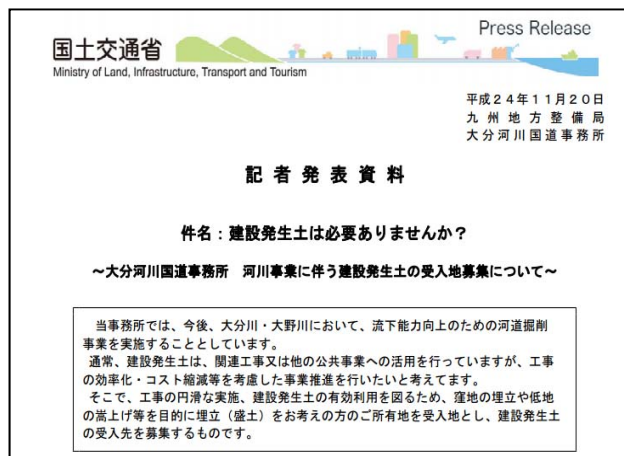 Press Release
国土交通省
Ministry of Land, Infrastructure, Transport and Tourism
平成24年11月20日
九州地方整備局
大分河川国道事務所
記者発表資料
件名：建設発生土は必要ありませんか？
～大分河川国道事務所　河川事業に伴う建設発生土の受入地募集について～
当事務所では、今後、大分川・大野川において、流下能力向上のための河道掘削
事業を実施することとしています。
通常、建設発生土は、関連工事又は他の公共事業への活用を行っていますが、工事
の効率化・コスト縮減等を考慮した事業推進を行いたいと考えてます。
そこで、工事の円滑な実施、建設発生土の有効利用を図るため、窪地の埋立や低地
の嵩上げ等を目的に埋立（盛土）をお考えの方のご所有地を受入地とし、建設発生土
の受入先を募集するものです。